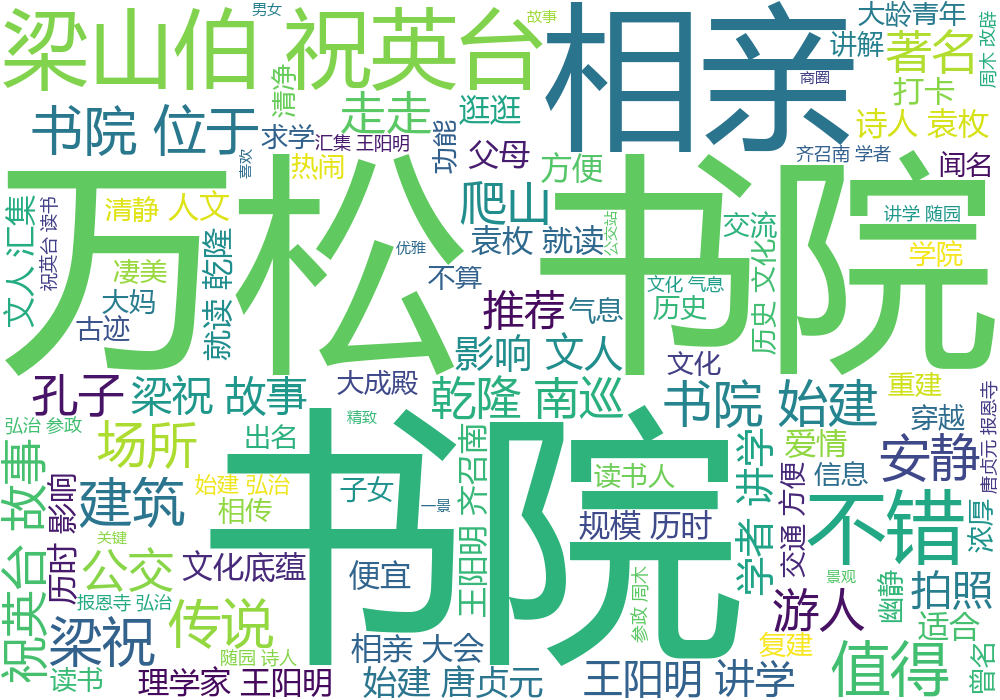 男女
故事
梁山伯 祝英台
相亲
大龄青年
讲解
著名
周木 改辟
商圈
打卡
清净
走走
逛逛
书院 位于
求学
汇集 王阳明
功能
父母
诗人 袁枚
齐召南 学者
闻名
喜欢
热闹
方便
万松 书院
爬山
清静 人文
文人 汇集
祝英台 读书
袁枚 就读
公交站
交流
讲学 随园
学院
就读 乾隆
优雅
不算
凄美
大妈
古迹
推荐
气息
文化 气息
历史
历史 文化
影响 文人
文化
孔子
梁祝 故事
大成殿
乾隆 南巡
书院 始建
重建
穿越
唐贞元 报恩寺
弘治 参政
场所
出名
精致
书院
王阳明 齐召南
学者 讲学
爱情
安静
信息
交通 方便
祝英台 故事
历时 影响
建筑
始建 弘治
相传
子女
一景
读书人
规模 历时
不错
浓厚
关键
公交
文化底蕴
便宜
报恩寺 弘治
传说
梁祝
随园 诗人
相亲 大会
参政 周木
游人
景观
幽静
拍照
适合
复建
读书
理学家 王阳明
始建 唐贞元
王阳明 讲学
值得
曾名